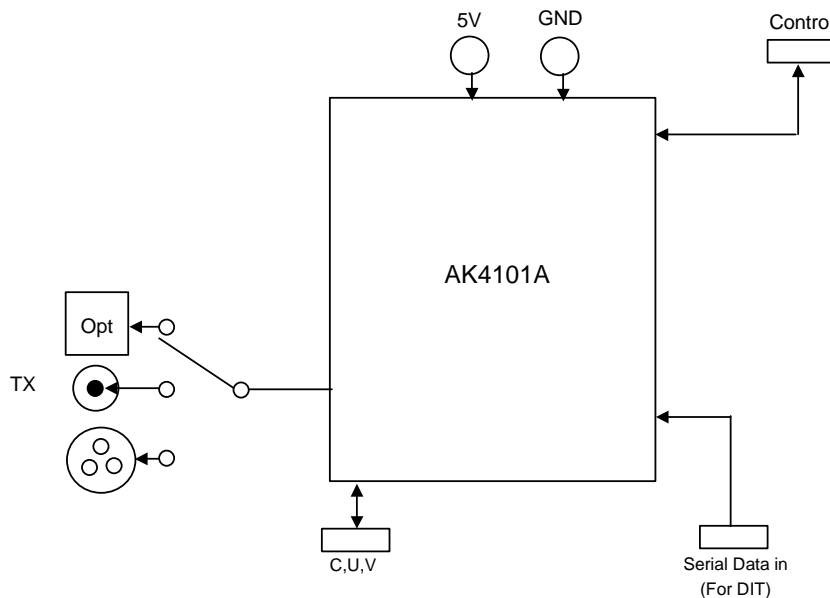 5V
GND
Contro
AK4101A
Opt
TX
C,U,V
Serial Data in
(For DIT)